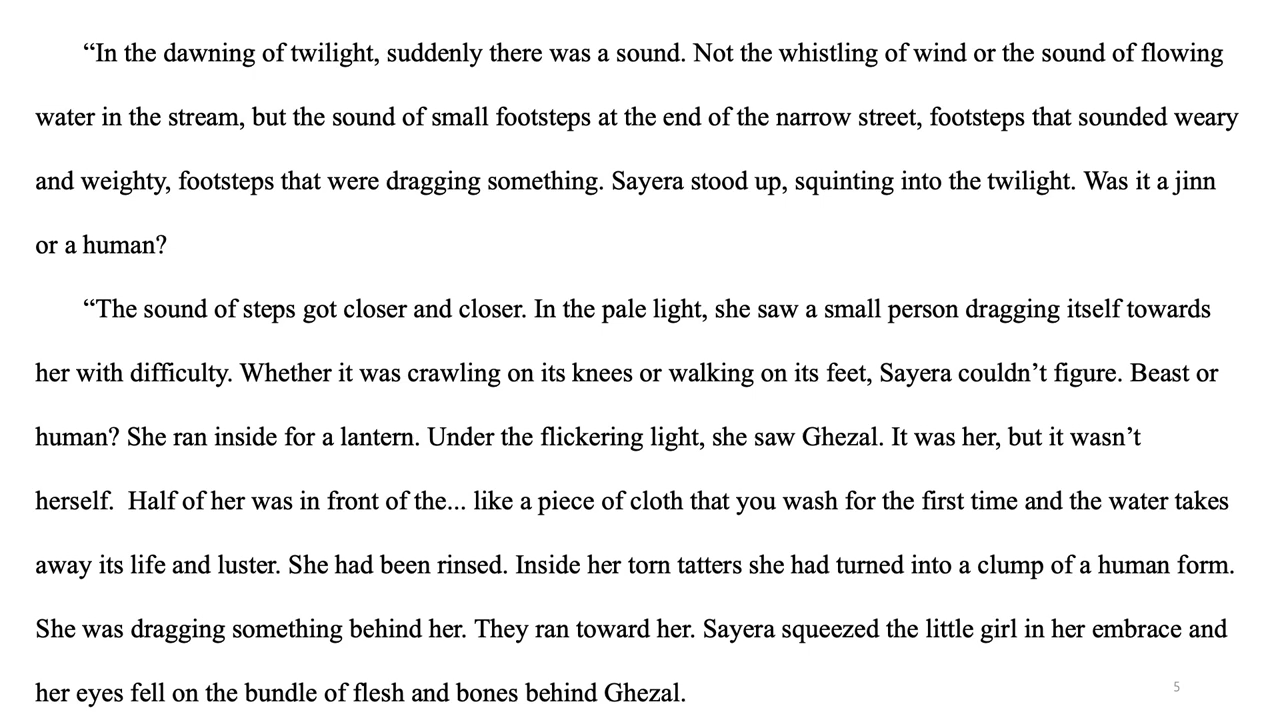 “In the dawning of twilight, suddenly there was a sound. Not the whistling of wind or the sound of flowing
water in the stream, but the sound of small footsteps at the end of the narrow street, footsteps that sounded weary
and weighty, footsteps that were dragging something. Sayera stood up, squinting into the twilight. Was it a jinn
or a human?
“The sound of steps got closer and closer. In the pale light, she saw a small person dragging itself towards
her with difficulty. Whether it was crawling on its knees or walking on its feet, Sayera couldn’t figure. Beast or
human? She ran inside for a lantern. Under the flickering light, she saw Ghezal. It was her, but it wasn’t
herself.  Half of her was in front of the... like a piece of cloth that you wash for the first time and the water takes
away its life and luster. She had been rinsed. Inside her torn tatters she had turned into a clump of a human form.
She was dragging something behind her. They ran toward her. Sayera squeezed the little girl in her embrace and
her eyes fell on the bundle of flesh and bones behind Ghezal.
5